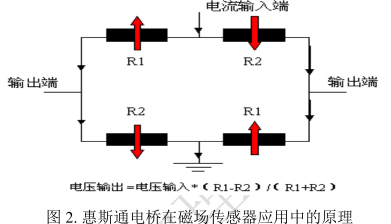 电流输入端
R1
R2
输出端
输出端
R2
R1
电压输出=电压输入*（R1-R2）/（R1+R2）
图 2. 惠斯通电桥在磁场传感器应用中的原理